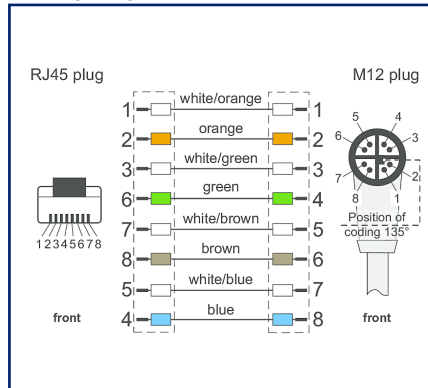 RJ45 plug
M12 plug
1 white/orange 1
2 orange 2
3 white/green 3
6 green 4
7 white/brown 5
8 brown 6
5 white/blue 7
4 blue 8
12345678
front
5 4
6 3
7 2
8 1
Position of
coding 135°
front